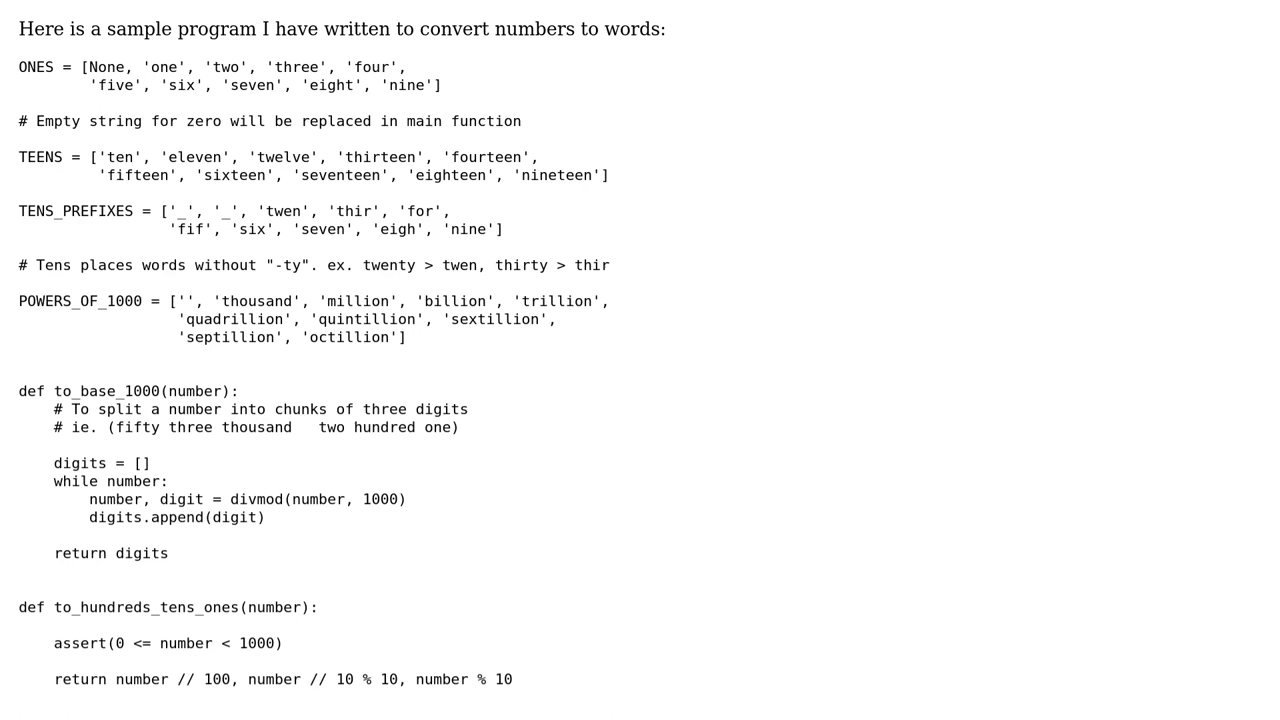 Here is a sample program I have written to convert numbers to words:
ONES = [None, 'one', 'two', 'three', 'four',
        'five', 'six', 'seven', 'eight', 'nine']
# Empty string for zero will be replaced in main function
TEENS = ['ten', 'eleven', 'twelve', 'thirteen', 'fourteen',
         'fifteen', 'sixteen', 'seventeen', 'eighteen', 'nineteen']
TENS_PREFIXES = ['_', '_', 'twen', 'thir', 'for',
                 'fif', 'six', 'seven', 'eigh', 'nine']
# Tens places words without "-ty". ex. twenty > twen, thirty > thir
POWERS_OF_1000 = ['', 'thousand', 'million', 'billion', 'trillion',
                  'quadrillion', 'quintillion', 'sextillion',
                  'septillion', 'octillion']
def to_base_1000(number):
    # To split a number into chunks of three digits
    # ie. (fifty three thousand   two hundred one)
    digits = []
    while number:
        number, digit = divmod(number, 1000)
        digits.append(digit)
    return digits
def to_hundreds_tens_ones(number):
    assert(0 <= number < 1000)
    return number // 100, number // 10 % 10, number % 10